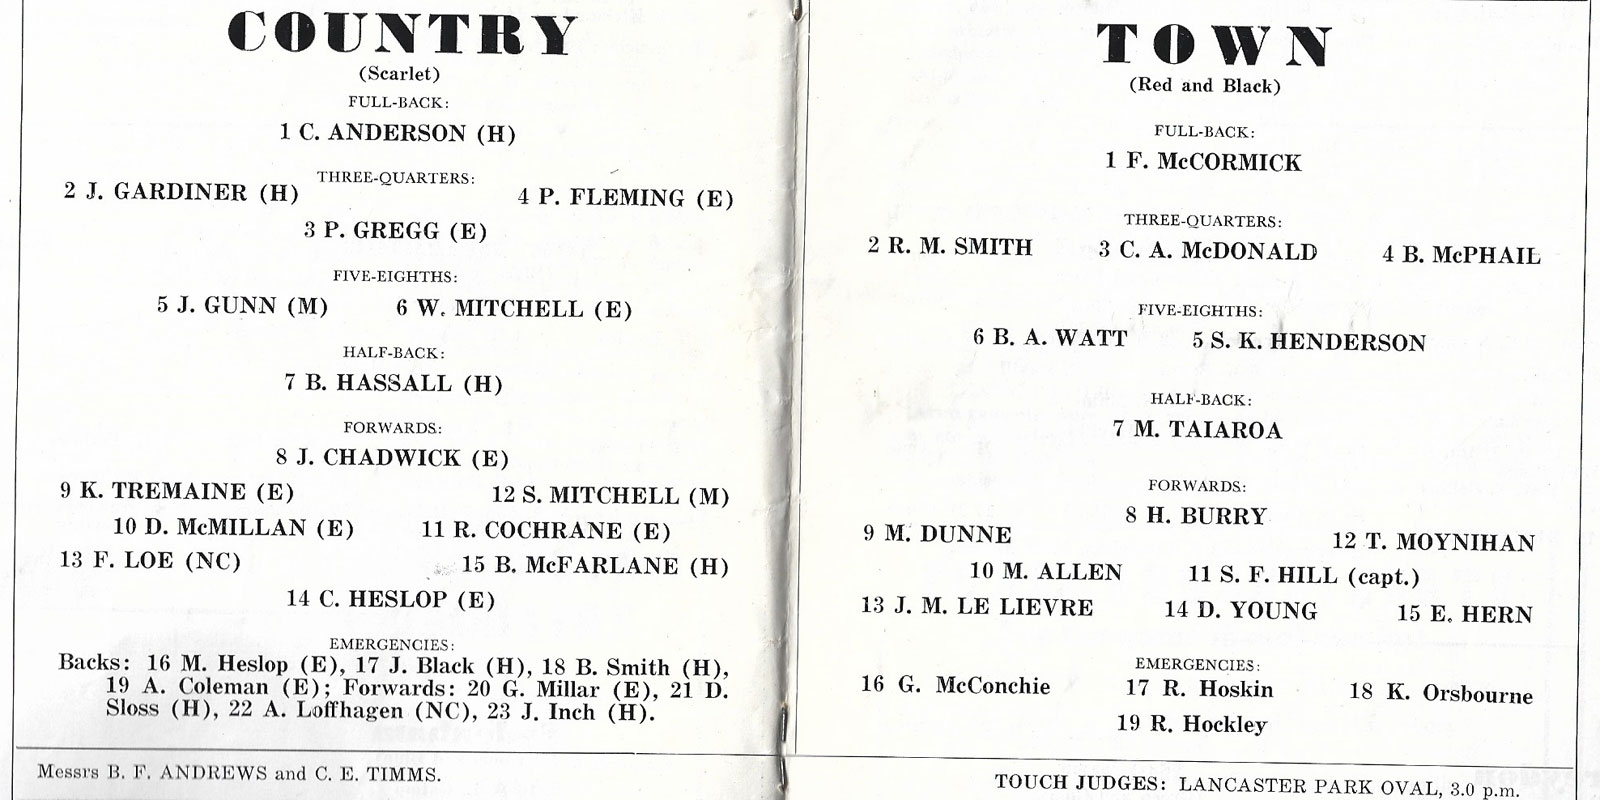 COUNTRY
(Scarlet)
FULL-BACK:
1 C. ANDERSON (H)
THREE-QUARTERS:
2 J. GARDINER (H) 4 P. FLEMING (E)
3 P. GREGG (E)
FIVE-EIGHTHS:
5 J. GUNN (M) 6 W. MITCHELL (E)
HALF-BACK:
7 B. HASSALL (H)
FORWARDS:
8 J. CHADWICK (E)
9 K. TREMAINE (E) 12 S. MITCHELL (M)
10 D. McMILLAN (E) 11 R. COCHRANE (E)
13 F. LOE (NC) 15 B. McFARLANE (H)
14 C. HESLOP (E)
EMERGENCIES:
Backs: 16 M. Heslop (E), 17 J. Black (H), 18 B. Smith (H),
19 A. Coleman (E); Forwards: 20 G. Millar (E), 21 D.
Sloss (H), 22 A. Loffhagen (NC), 23 J. Inch (H).
Messrs B. F. ANDREWS and C. E. TIMMS.
TOWN
(Red and Black)
FULL-BACK:
1 F. McCORMICK
THREE-QUARTERS:
2 R. M. SMITH 3 C. A. McDONALD 4 B. McPHAIL
FIVE-EIGHTHS:
6 B. A. WATT 5 S. K. HENDERSON
HALF-BACK:
7 M. TAIAROA
FORWARDS:
8 H. BURRY
9 M. DUNNE 12 T. MOYNIHAN
10 M. ALLEN 11 S. F. HILL (capt.)
13 J. M. LE LIEVRE 14 D. YOUNG 15 E. HERN
EMERGENCIES:
16 G. McConchie 17 R. Hoskin 18 K. Orsbourne
19 R. Hockley
TOUCH JUDGES: LANCASTER PARK OVAL, 3.0 p.m.